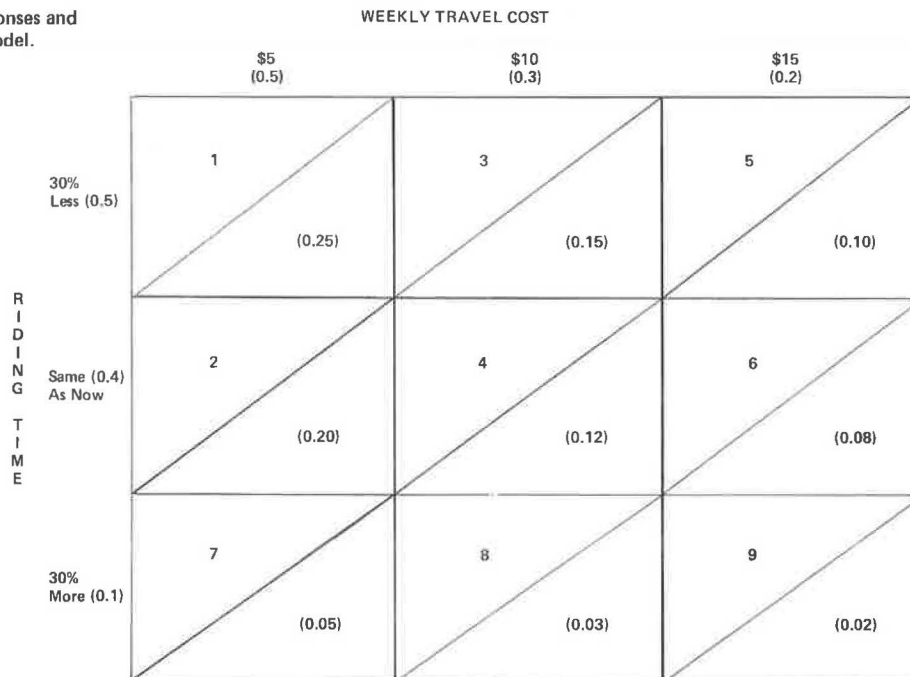 onses and
odel.
WEEKLY TRAVEL COST
$5 $10 $15
(0.5) (0.3) (0.2)
30%
Less (0.5)
1 3 5
(0.25) (0.15) (0.10)
RIDING TIME
Same (0.4)
As Now
2 4 6
(0.20) (0.12) (0.08)
30%
More (0.1)
7 8 9
(0.05) (0.03) (0.02)